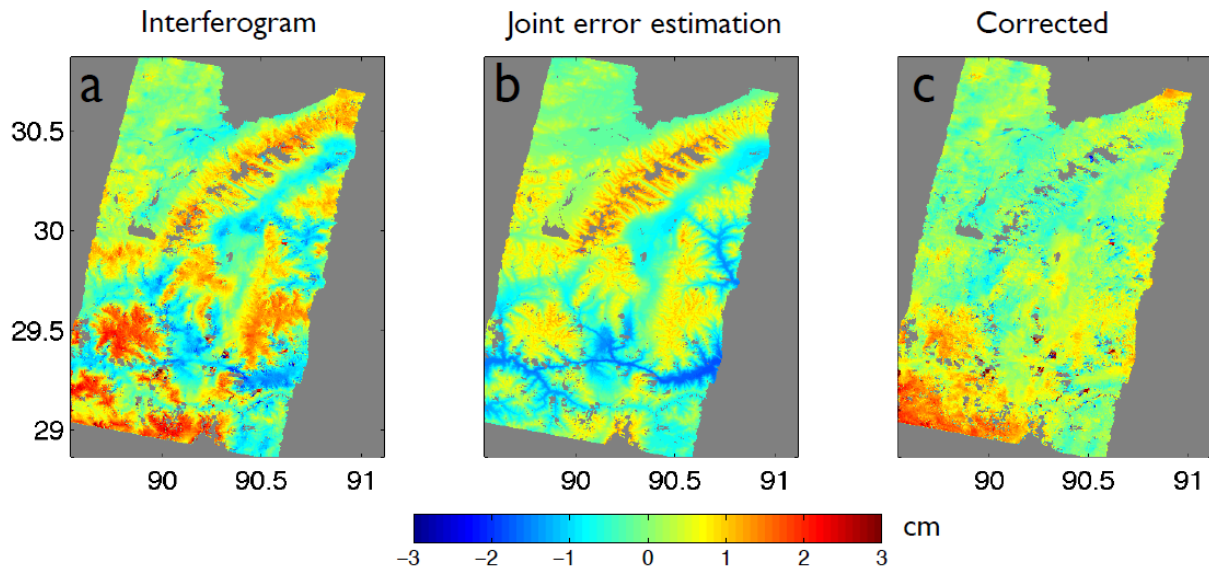 Interferogram
Joint error estimation
Corrected
a
b
c
30.5
30
29.5
29
90 90.5 91
90 90.5 91
90 90.5 91
−3 −2 −1 0 1 2 3
cm